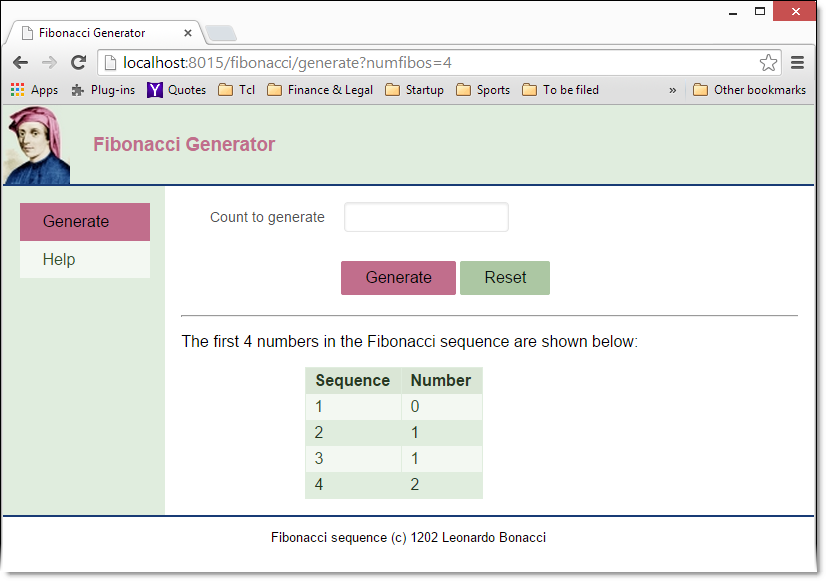 Fibonacci Generator
localhost:8015/fibonacci/generate?numfibos=4
Apps Plug-ins Y Quotes Tcl Finance & Legal Startup Sports To be filed » Other bookmarks
Fibonacci Generator
Generate
Help
Count to generate
Generate Reset
The first 4 numbers in the Fibonacci sequence are shown below:
Sequence Number
1 0
2 1
3 1
4 2
Fibonacci sequence (c) 1202 Leonardo Bonacci